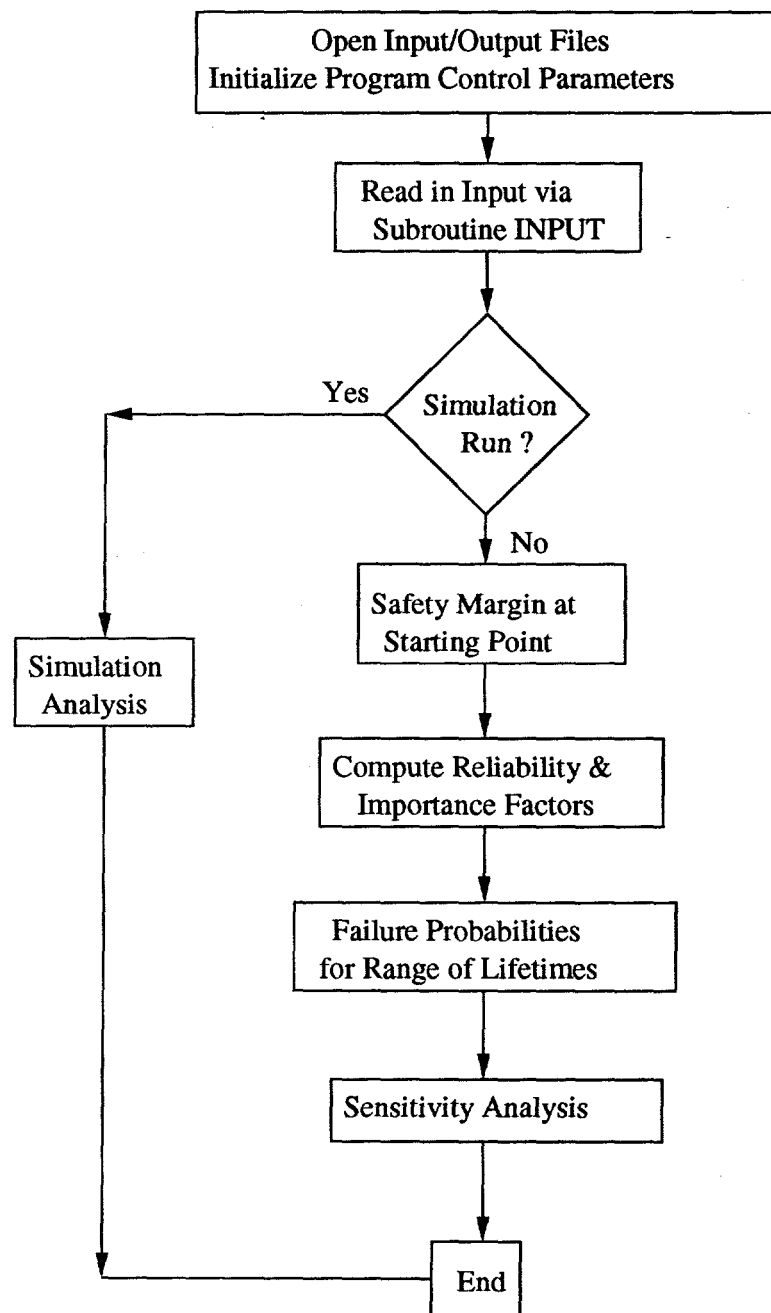 Open Input/Output Files
Initialize Program Control Parameters
Read in Input via
Subroutine INPUT
Yes
Simulation
Run ?
No
Safety Margin at
Starting Point
Simulation
Analysis
Compute Reliability &
Importance Factors
Failure Probabilities
for Range of Lifetimes
Sensitivity Analysis
End